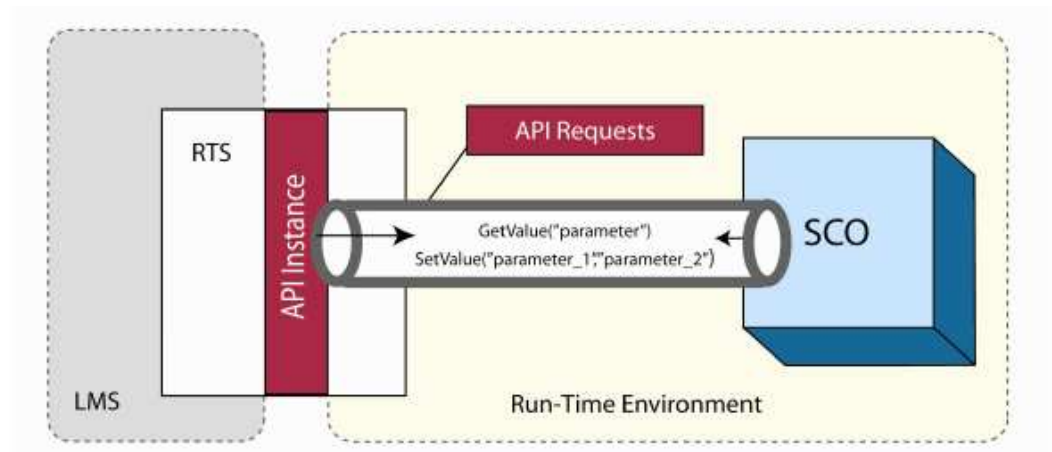 API Requests
RTS
API Instance
GetValue("parameter")
SetValue("parameter_1","parameter_2")
SCO
LMS
Run-Time Environment